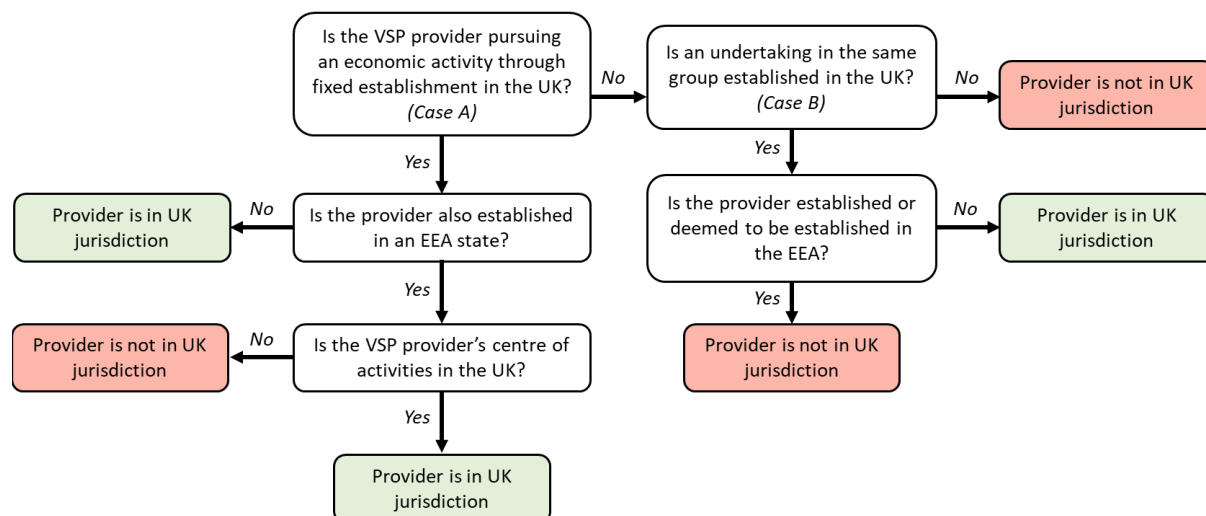 Is the VSP provider pursuing
an economic activity through
fixed establishment in the UK?
(Case A)
No
Is an undertaking in the same
group established in the UK?
(Case B)
No
Provider is not in UK
jurisdiction
Yes
Yes
Provider is in UK
jurisdiction
No
Is the provider also established
in an EEA state?
Is the provider established or
deemed to be established in
the EEA?
No
Provider is in UK
jurisdiction
Yes
Yes
Provider is not in UK
jurisdiction
No
Is the VSP provider’s centre of
activities in the UK?
Provider is not in UK
jurisdiction
Yes
Provider is in UK
jurisdiction